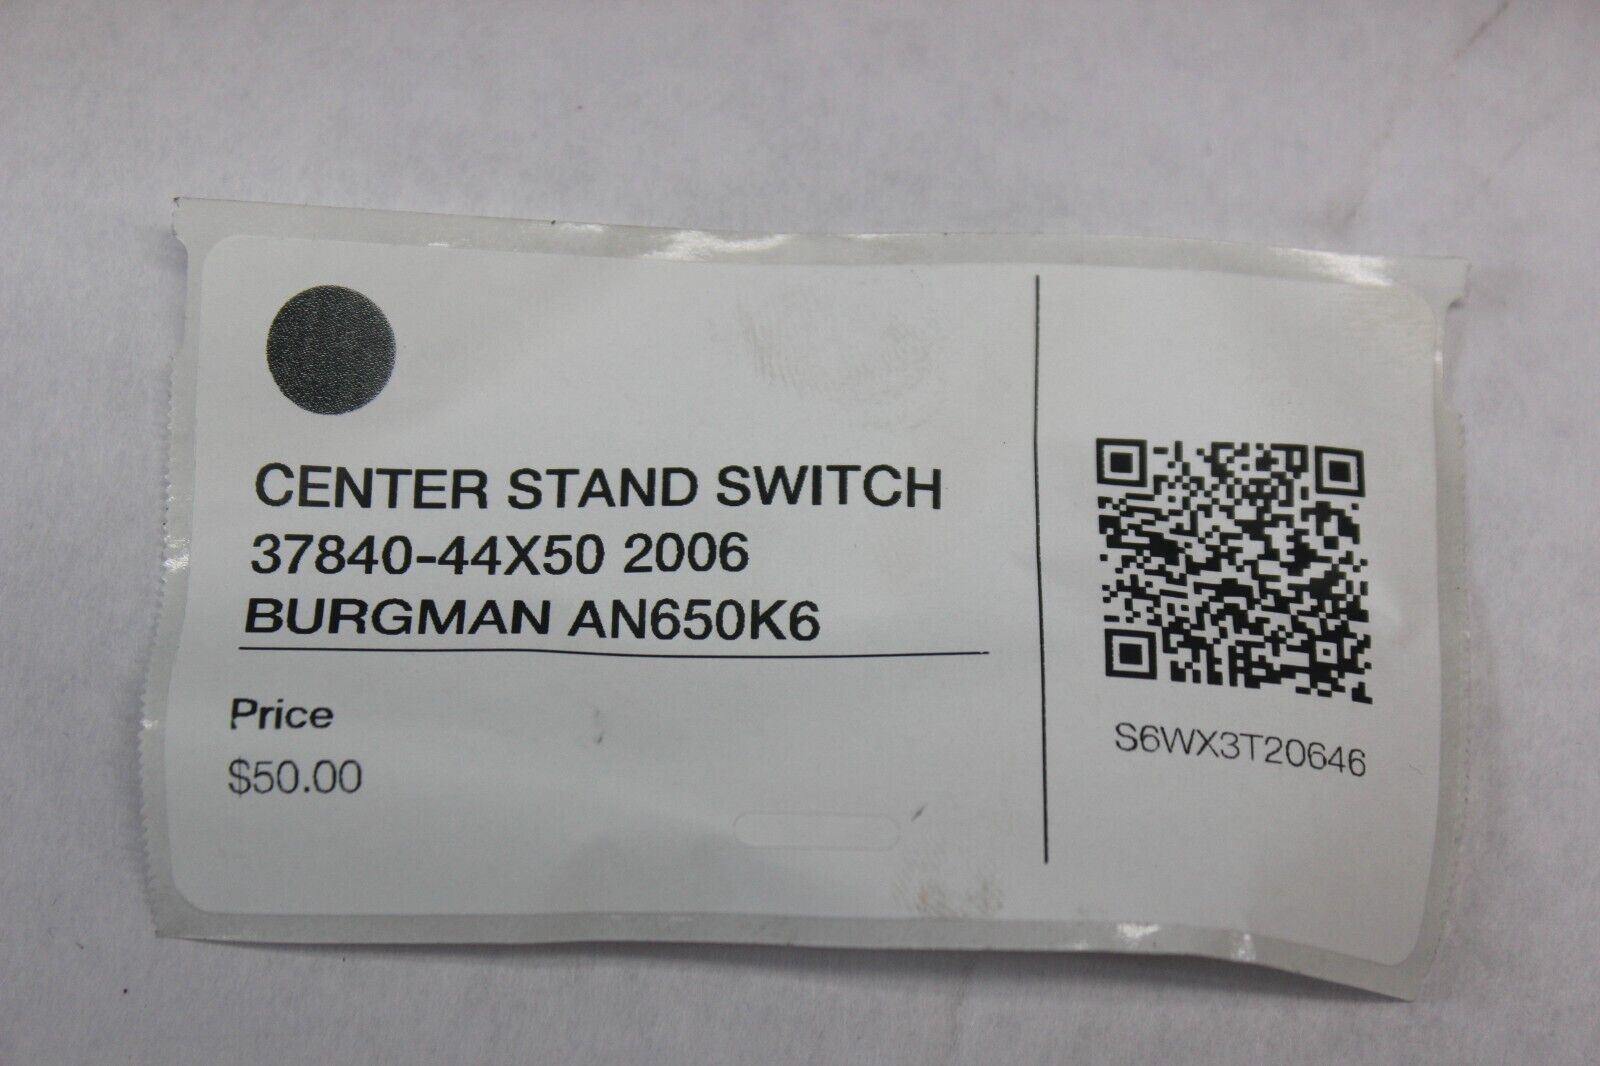 CENTER STAND SWITCH
37840-44X50 2006
BURGMAN AN650K6
Price
$50.00
S6WX3T20646